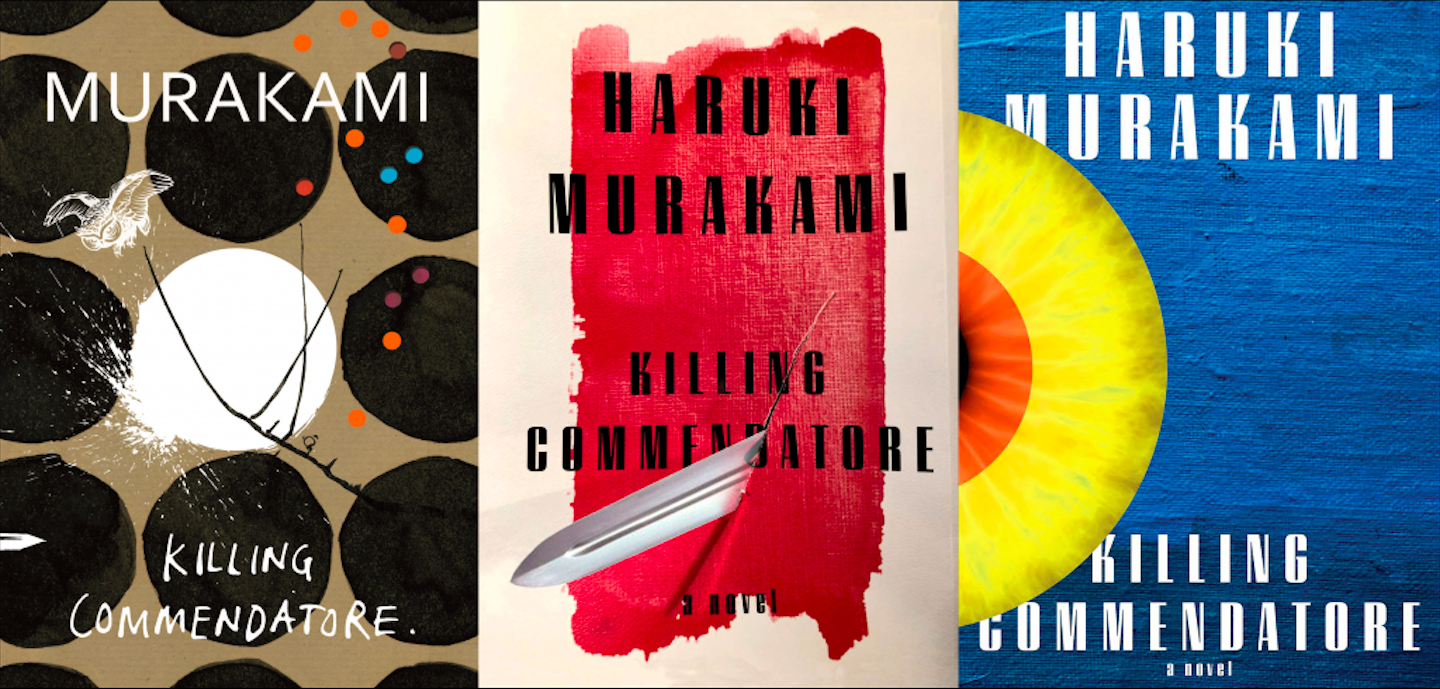 MURAKAMI
KILLING
COMMENDATORE.
HARUKI
MURAKAMI
KILLING
COMMENDATORE
a novel
HARUKI
MURAKAMI
KILLING
COMMENDATORE
a novel